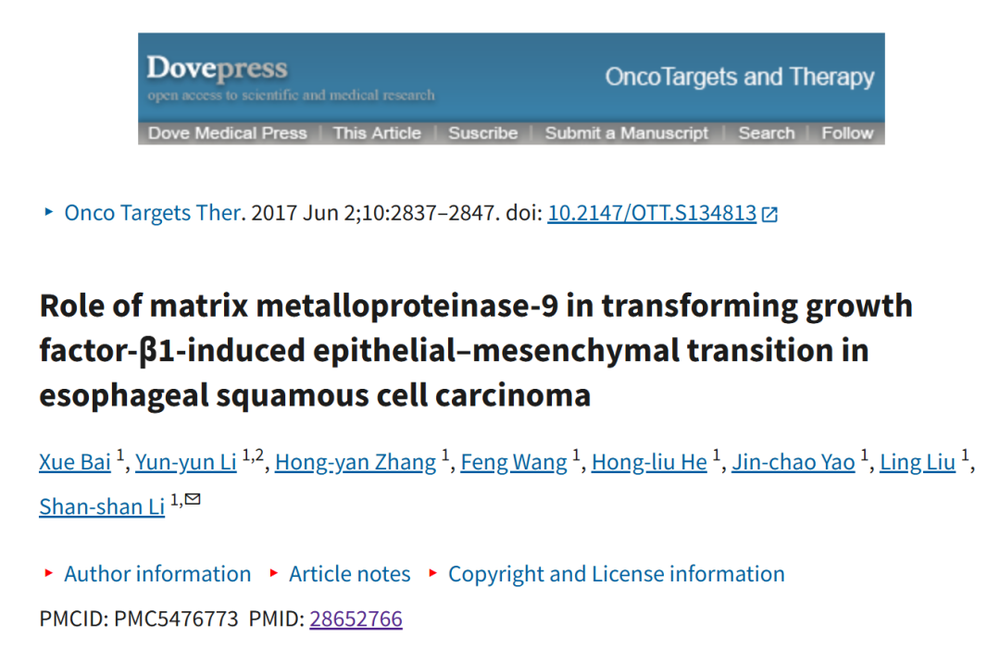 Dovepress
open access to scientific and medical research
OncoTargets and Therapy
Dove Medical Press | This Article | Suscribe | Submit a Manuscript | Search | Follow
Onco Targets Ther. 2017 Jun 2;10:2837–2847. doi: 10.2147/OTT.S134813
Role of matrix metalloproteinase-9 in transforming growth
factor-β1-induced epithelial–mesenchymal transition in
esophageal squamous cell carcinoma
Xue Bai 1, Yun-yun Li 1,2, Hong-yan Zhang 1, Feng Wang 1, Hong-liu He 1, Jin-chao Yao 1, Ling Liu 1,
Shan-shan Li 1,✉
Author information Article notes Copyright and License information
PMCID: PMC5476773 PMID: 28652766